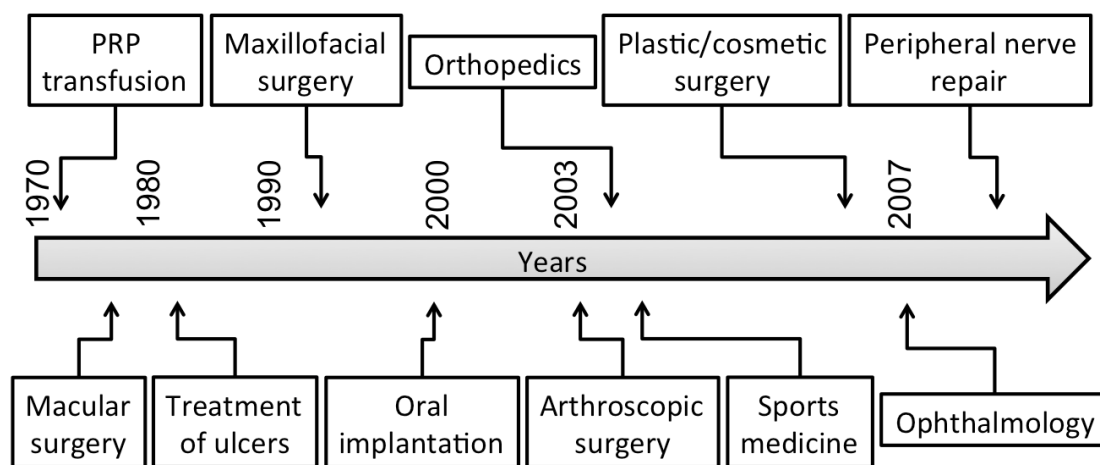 PRP
transfusion
Maxillofacial
surgery
Orthopedics
Plastic/cosmetic
surgery
Peripheral nerve
repair
1970
1980
1990
2000
2003
2007
Years
Macular
surgery
Treatment
of ulcers
Oral
implantation
Arthroscopic
surgery
Sports
medicine
Ophthalmology